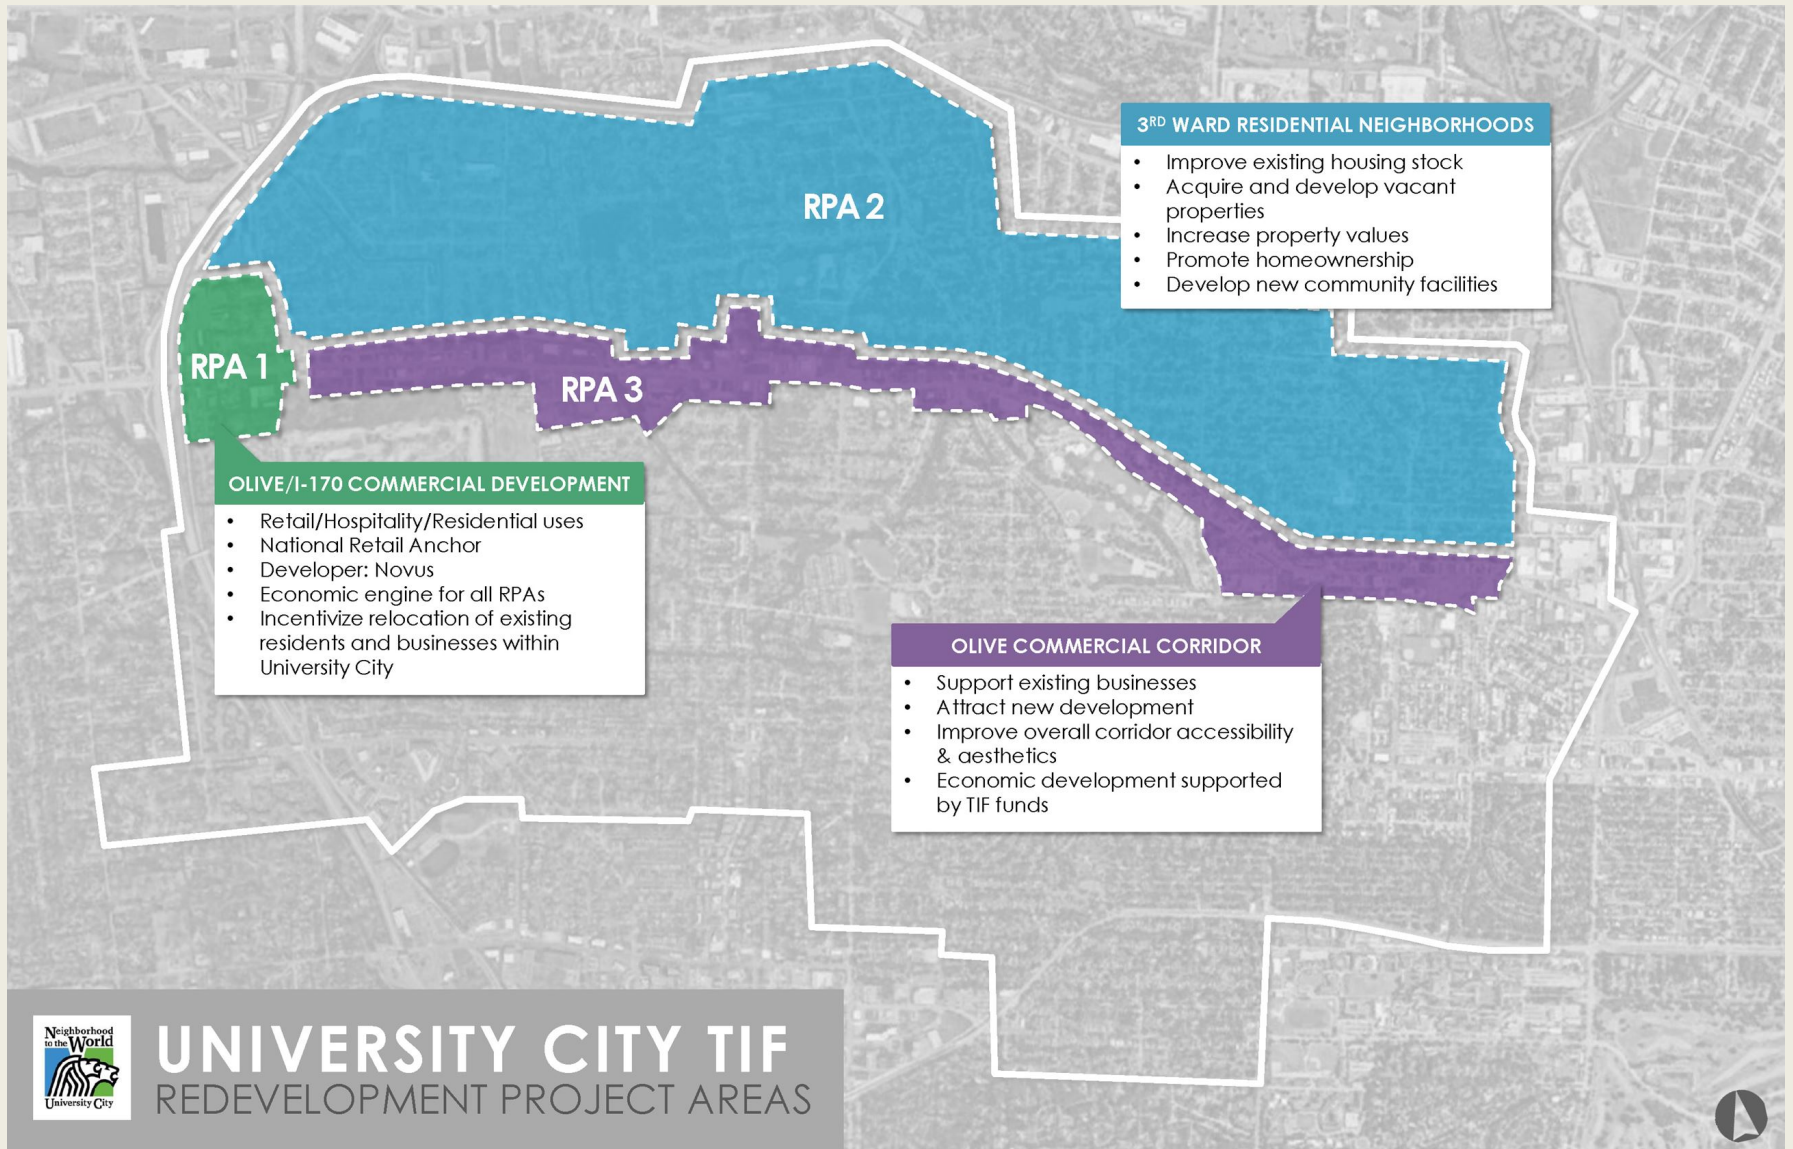 RPA 2
3RD WARD RESIDENTIAL NEIGHBORHOODS
• Improve existing housing stock
• Acquire and develop vacant
properties
• Increase property values
• Promote homeownership
• Develop new community facilities
RPA 1
RPA 3
OLIVE/I-170 COMMERCIAL DEVELOPMENT
• Retail/Hospitality/Residential uses
• National Retail Anchor
• Developer: Novus
• Economic engine for all RPAs
• Incentivize relocation of existing
residents and businesses within
University City
OLIVE COMMERCIAL CORRIDOR
• Support existing businesses
• Attract new development
• Improve overall corridor accessibility
& aesthetics
• Economic development supported
by TIF funds
Neighborhood
to the World
University City
UNIVERSITY CITY TIF
REDEVELOPMENT PROJECT AREAS